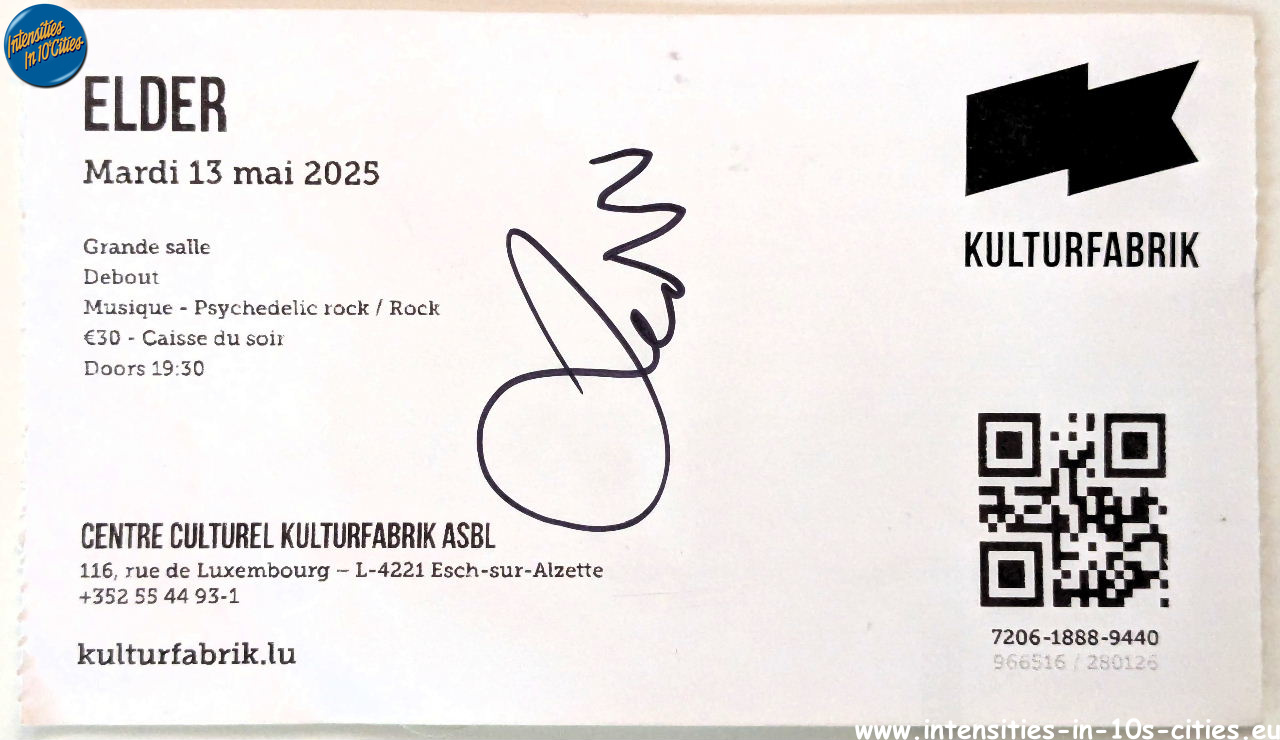 Intensities
In 10°Cities
ELDER
Mardi 13 mai 2025
Grande salle
Debout
Musique - Psychedelic rock / Rock
€30 - Caisse du soir
Doors 19:30
KULTURFABRIK
CENTRE CULTUREL KULTURFABRIK ASBL
116, rue de Luxembourg – L-4221 Esch-sur-Alzette
+352 55 44 93-1
kulturfabrik.lu
7206-1888-9440
966516 / 280126
www.intensities-in-10s-cities.eu